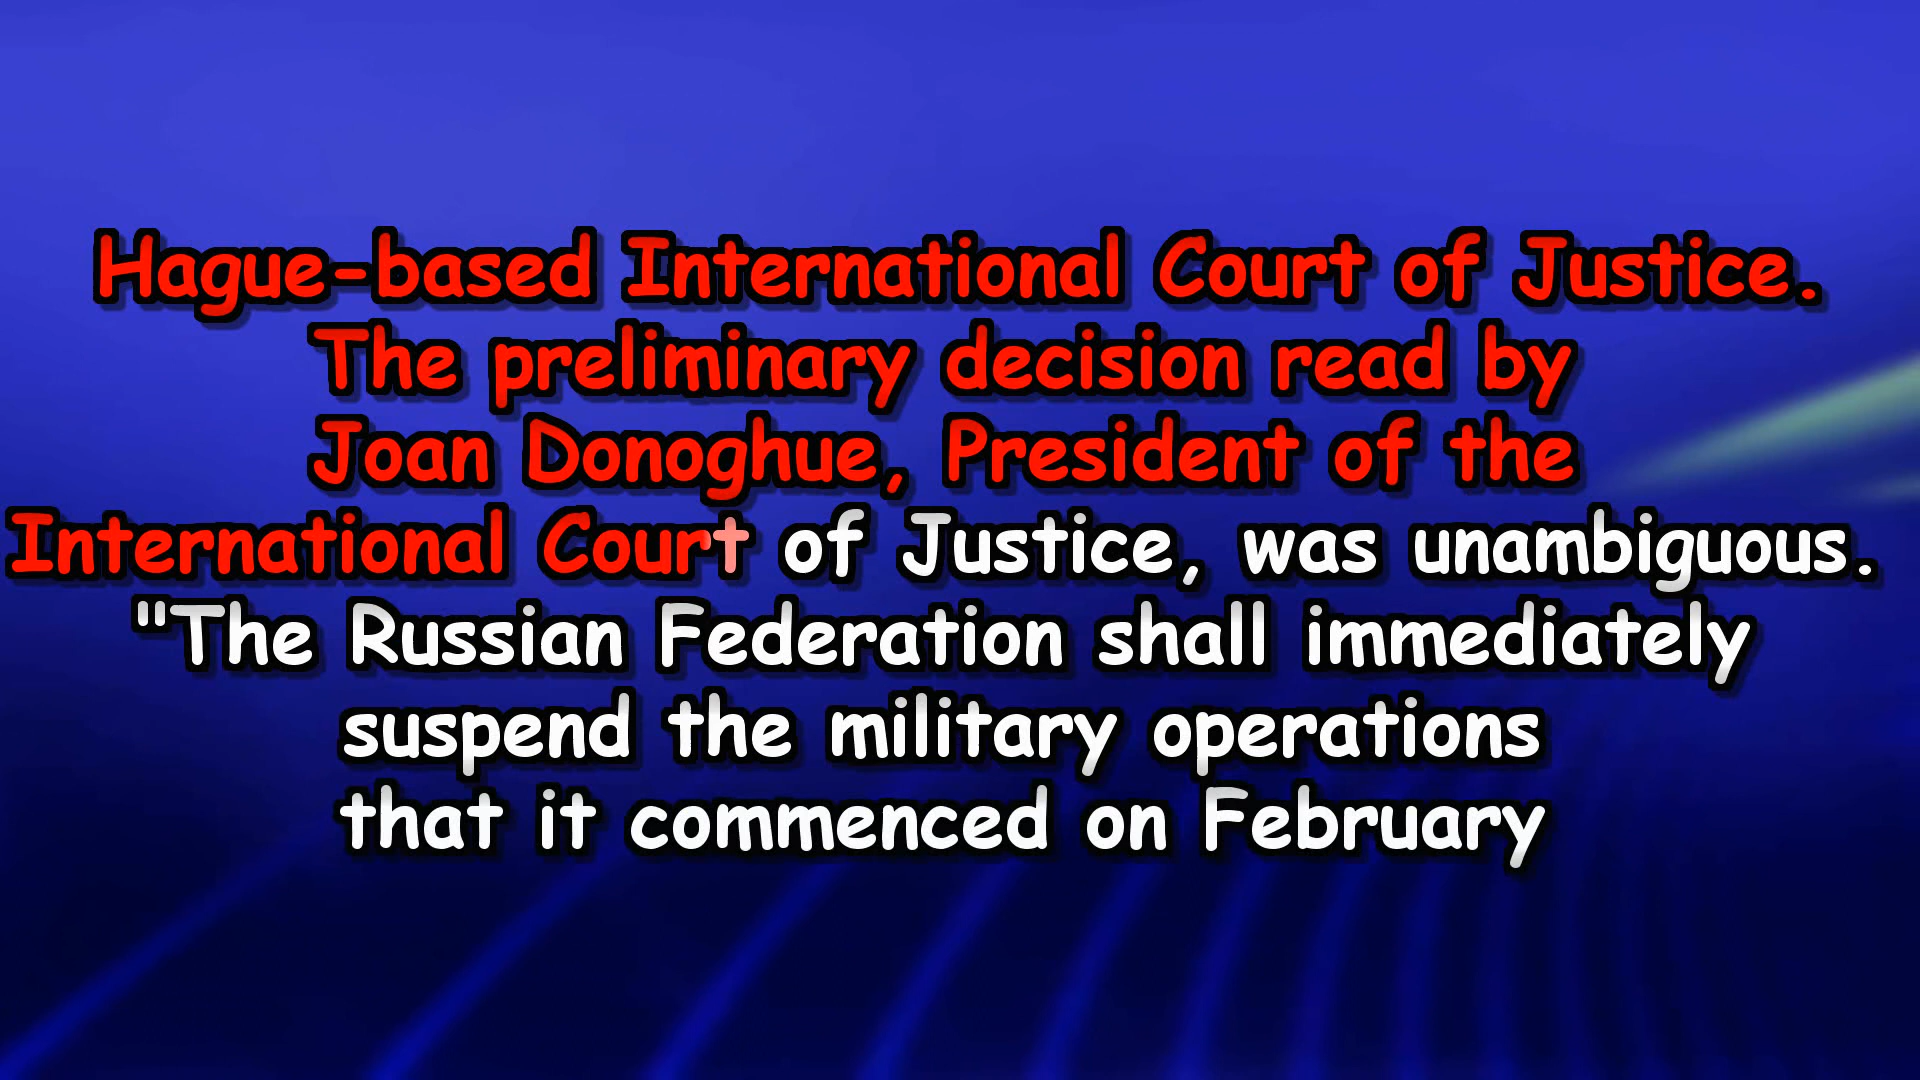 Hague-based International Court of Justice.
The preliminary decision read by
Joan Donoghue, President of the
International Court of Justice, was unambiguous.
"The Russian Federation shall immediately
suspend the military operations
that it commenced on February